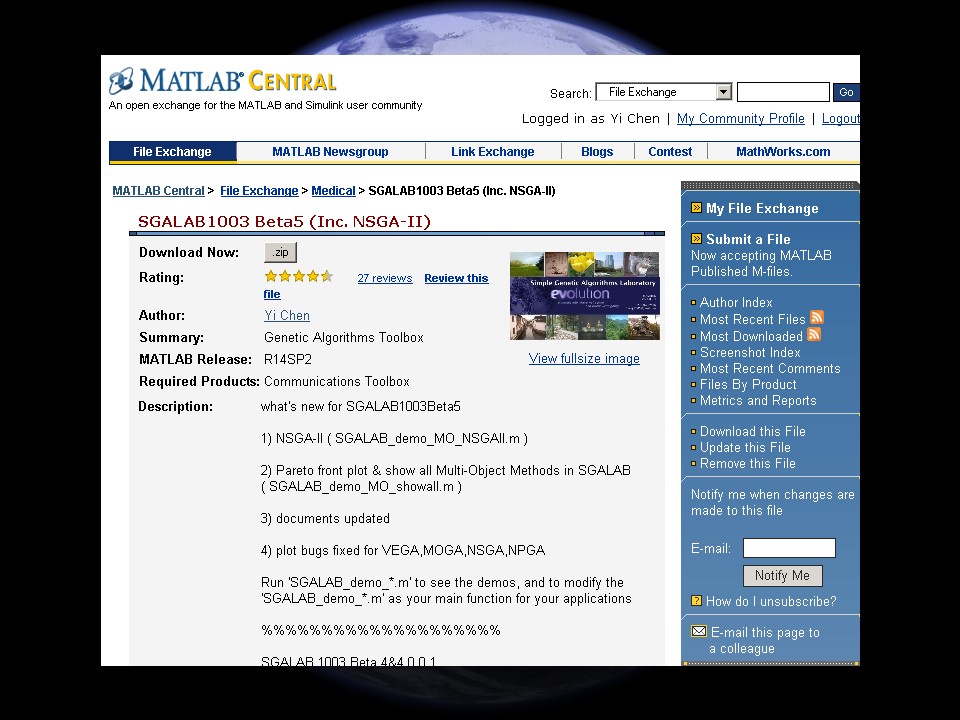 MATLAB® CENTRAL
An open exchange for the MATLAB and Simulink user community
Search: File Exchange Go
Logged in as Yi Chen | My Community Profile | Logout
File Exchange MATLAB Newsgroup Link Exchange Blogs Contest MathWorks.com
MATLAB Central > File Exchange > Medical > SGALAB1003 Beta5 (Inc. NSGA-II)
SGALAB1003 Beta5 (Inc. NSGA-II)
Download Now: .zip
Rating: 27 reviews Review this
file
Author: Yi Chen
Summary: Genetic Algorithms Toolbox
MATLAB Release: R14SP2
Required Products: Communications Toolbox
Simple Genetic Algorithms Laboratory
evolution
View fullsize image
Description: what's new for SGALAB1003Beta5
1) NSGA-II ( SGALAB_demo_MO_NSGAII.m )
2) Pareto front plot & show all Multi-Object Methods in SGALAB
( SGALAB_demo_MO_showall.m )
3) documents updated
4) plot bugs fixed for VEGA,MOGA,NSGA,NPGA
Run 'SGALAB_demo_*.m' to see the demos, and to modify the
'SGALAB_demo_*.m' as your main function for your applications
%%%%%%%%%%%%%%%%%%%%
SGALAB 1003 Beta 4&4.0.0.1
My File Exchange
Submit a File
Now accepting MATLAB
Published M-files.
Author Index
Most Recent Files
Most Downloaded
Screenshot Index
Most Recent Comments
Files By Product
Metrics and Reports
Download this File
Update this File
Remove this File
Notify me when changes are
made to this file
E-mail:
Notify Me
How do I unsubscribe?
E-mail this page to
a colleague